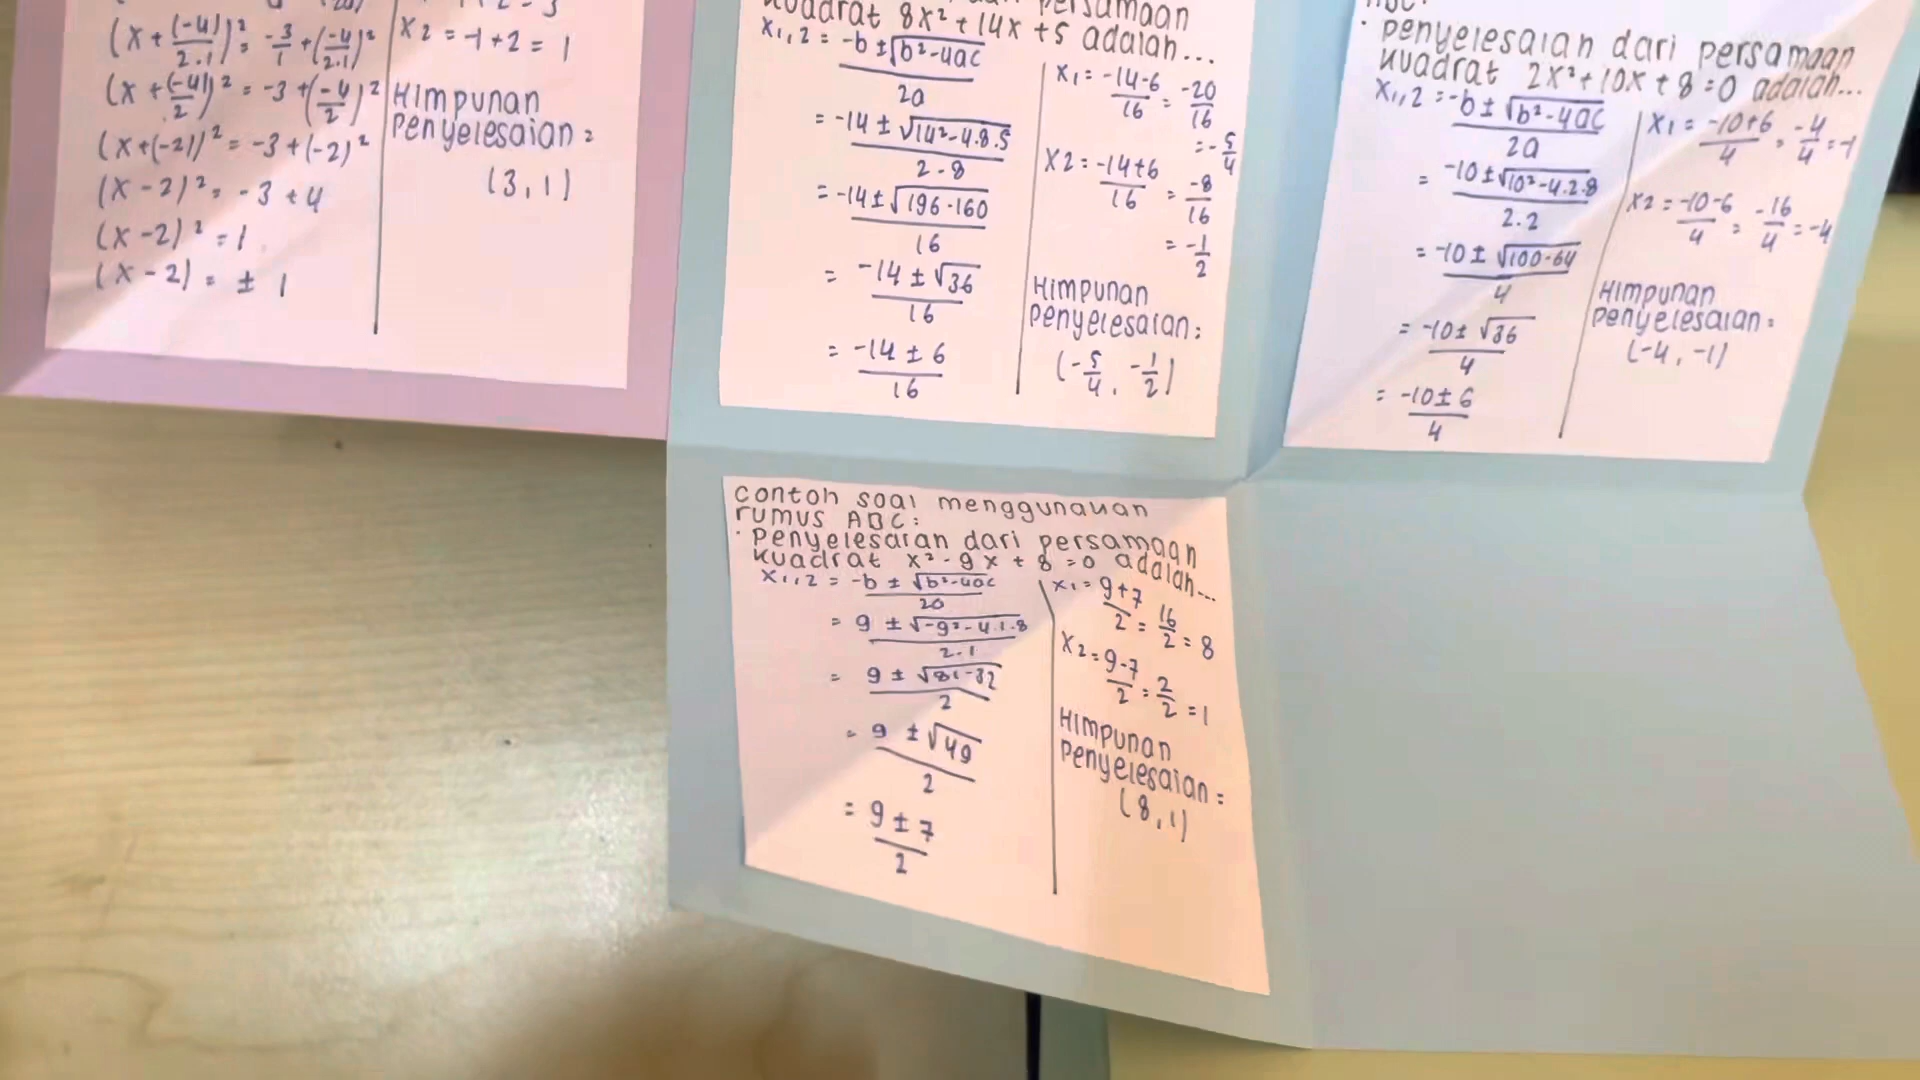 (x + (-4)/2.1)² = -3/1 + (-4/2.1)²
(x + (-4)/2)² = -3 + (-4/2)²
(x + (-2))² = -3 + (-2)²
(x - 2)² = -3 + 4
(x - 2)² = 1
(x - 2) = ± 1
x2 = -1 + 2 = 1
Himpunan
Penyelesaian =
(3, 1)
persamaan
kuadrat 8x² + 14x + 5 adalah...
x1,2 = -b ± √b² - 4ac / 2a
= -14 ± √14² - 4.8.5 / 2 - 8
= -14 ± √196 - 160 / 16
= -14 ± √36 / 16
= -14 ± 6 / 16
x1 = -14 - 6 / 16 = -20/16
= -5/4
x2 = -14 + 6 / 16 = -8/16
= -1/2
Himpunan
Penyelesaian :
(-5/4, -1/2)
• penyelesaian dari persamaan
kuadrat 2x² + 10x + 8 = 0 adalah...
x1,2 = -b ± √b² - 4ac / 2a
= -10 ± √10² - 4.2.8 / 2.2
= -10 ± √100 - 64 / 4
= -10 ± √36 / 4
= -10 ± 6 / 4
x1 = -10 + 6 / 4 = -4/4 = -1
x2 = -10 - 6 / 4 = -16/4 = -4
Himpunan
Penyelesaian =
(-4, -1)
contoh soal menggunakan
rumus ABC :
• penyelesaian dari persamaan
kuadrat x² - 9x + 8 = 0 adalah...
x1,2 = -b ± √b² - 4ac / 2a
= 9 ± √-9² - 4.1.8 / 2.1
= 9 ± √81 - 32 / 2
= 9 ± √49 / 2
= 9 ± 7 / 2
x1 = 9 + 7 / 2 = 16/2 = 8
x2 = 9 - 7 / 2 = 2/2 = 1
Himpunan
Penyelesaian =
(8, 1)